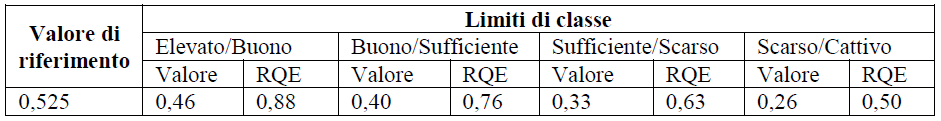 Valore di riferimento Limiti di classe
Elevato/Buono Buono/Sufficiente Sufficiente/Scarso Scarso/Cattivo
Valore RQE Valore RQE Valore RQE Valore RQE
0,525 0,46 0,88 0,40 0,76 0,33 0,63 0,26 0,50